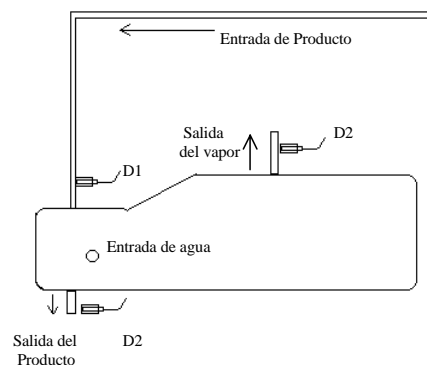 Entrada de Producto
Salida
del vapor
D2
D1
Entrada de agua
Salida del
Producto
D2